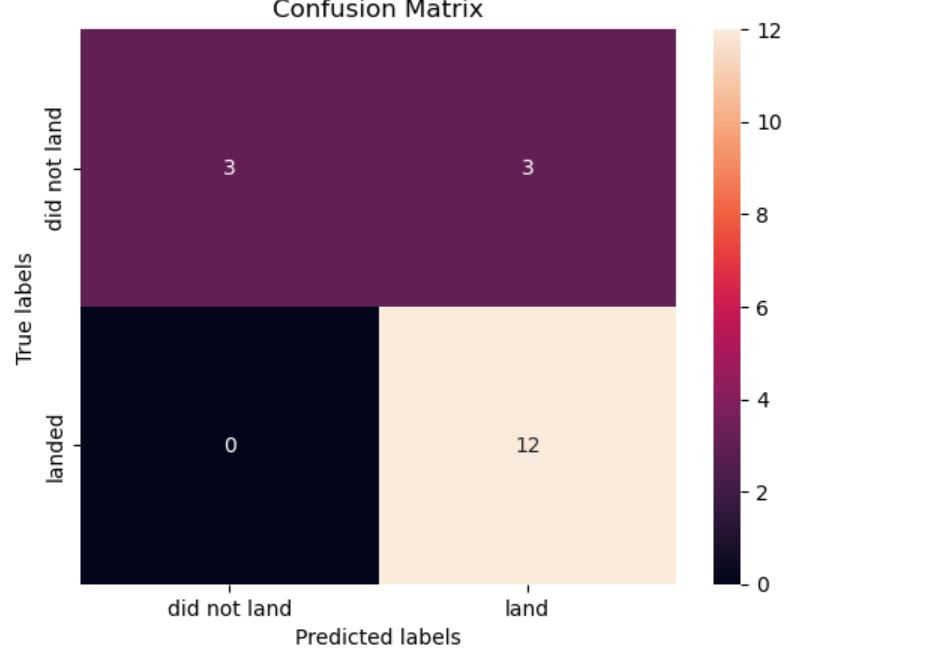 Confusion Matrix
True labels
did not land
landed
3
3
0
12
did not land
land
Predicted labels
12
10
8
6
4
2
0